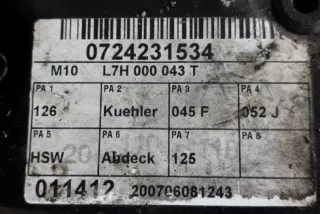 0724231534
M10 L7H 000 043 T
PA 1 PA 2 PA 3 PA 4
126 Kuehler 045 F 052 J
PA 5 PA 6 PA 7 PA 8
HSW Abdeck 125
011412 200706081243